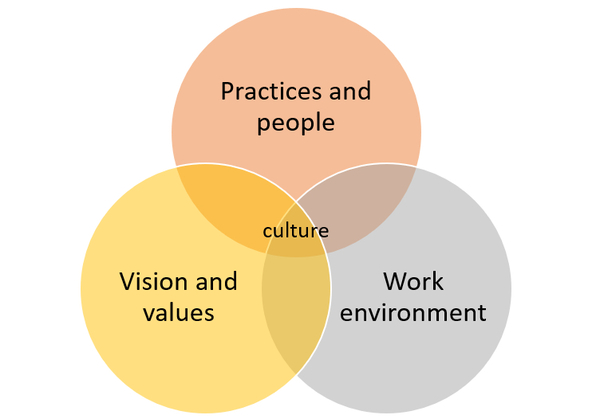 Practices and
people
culture
Vision and
values
Work
environment